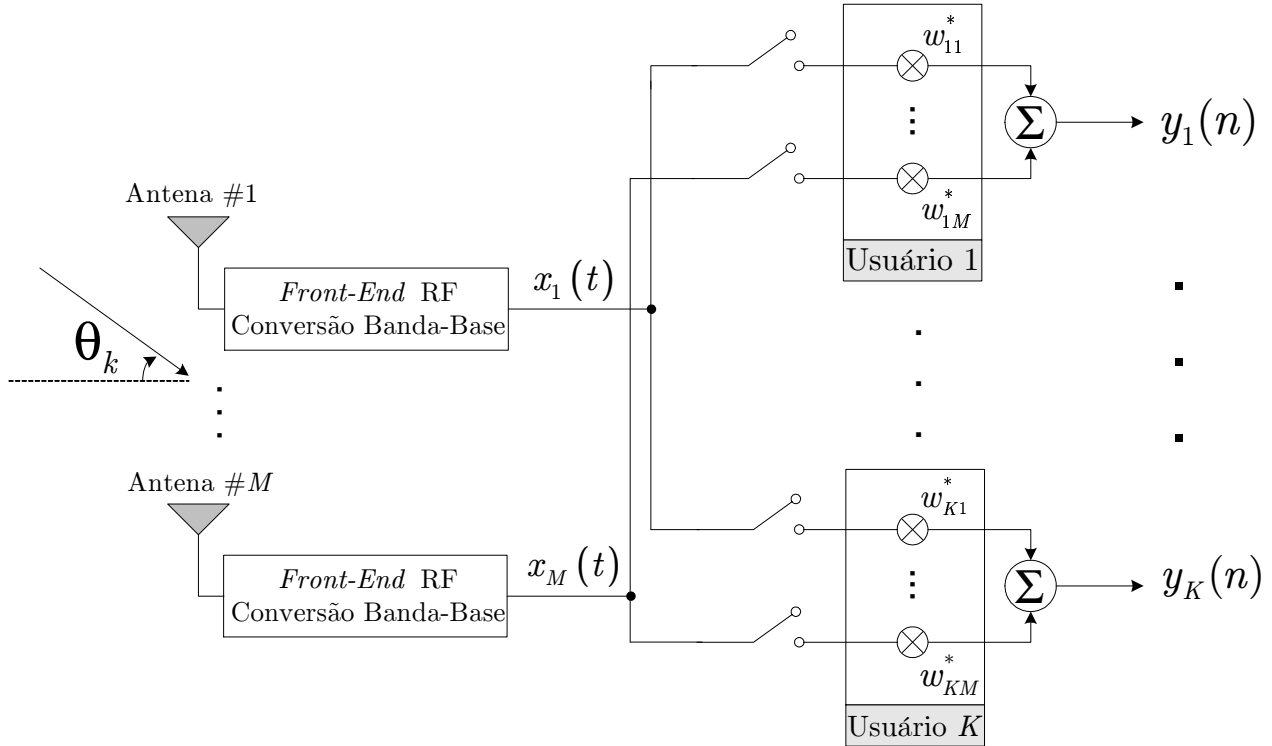 w*11
Σ
y1(n)
w*1M
Usuário 1
Antena #1
Front-End RF
Conversão Banda-Base
x1(t)
θk
Antena #M
Front-End RF
Conversão Banda-Base
xM(t)
w*K1
Σ
yK(n)
w*KM
Usuário K